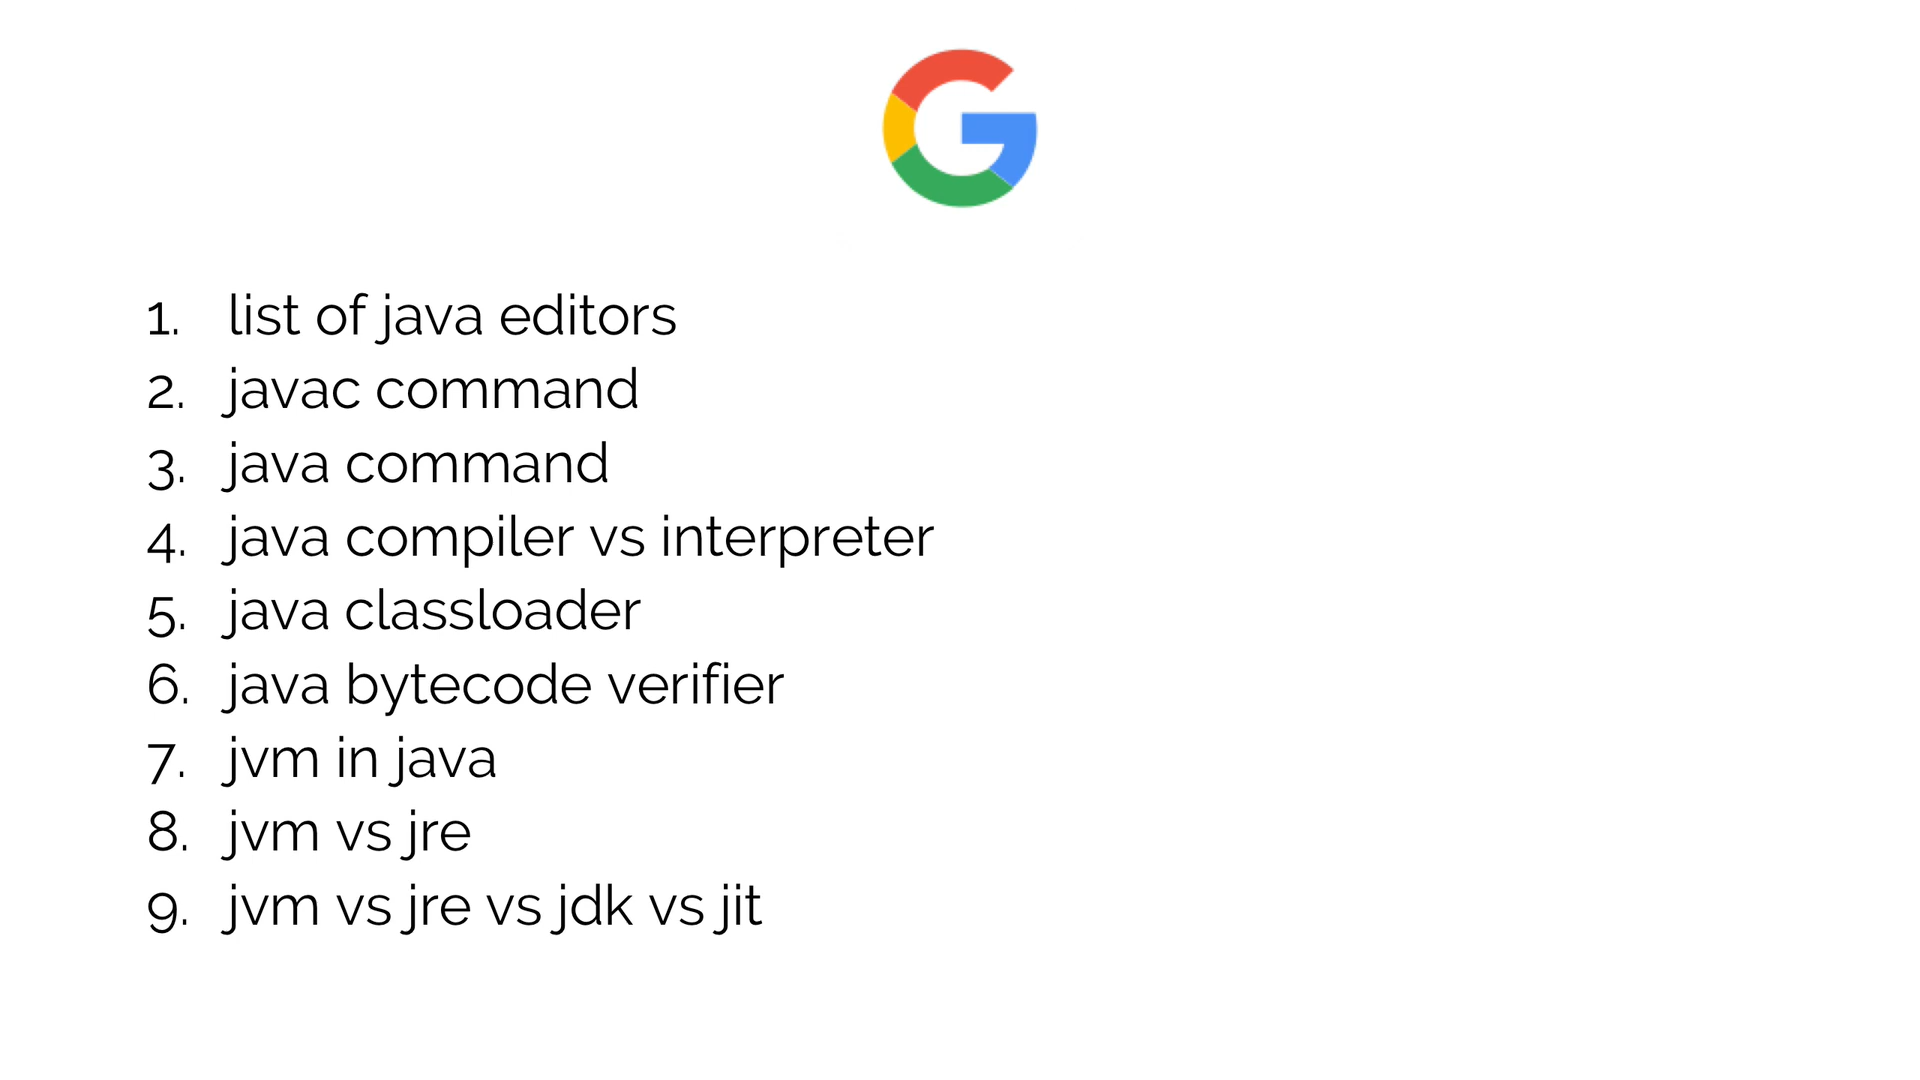 1. list of java editors
2. javac command
3. java command
4. java compiler vs interpreter
5. java classloader
6. java bytecode verifier
7. jvm in java
8. jvm vs jre
9. jvm vs jre vs jdk vs jit